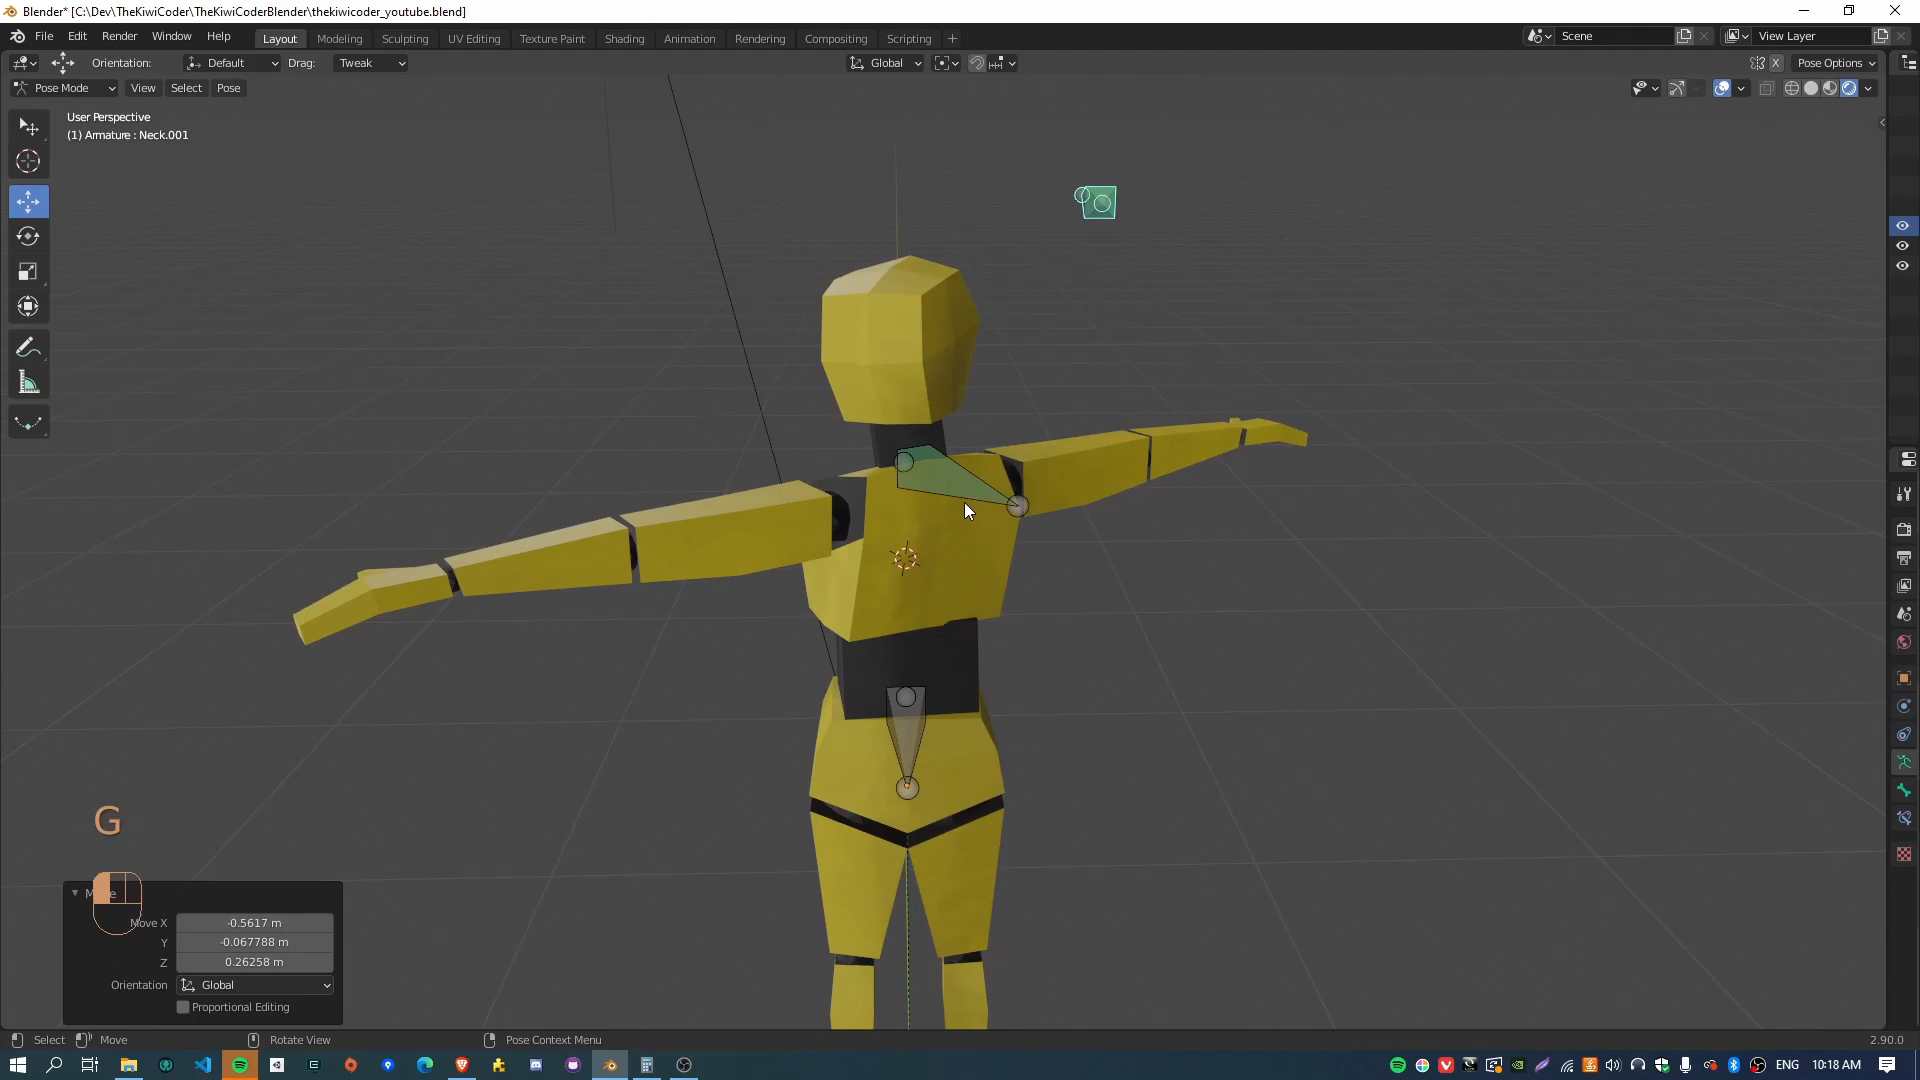 Blender* [C:\Dev\TheKiwiCoder\TheKiwiCoderBlender\thekiwicoder_youtube.blend]
File Edit Render Window Help Layout Modeling Sculpting UV Editing Texture Paint Shading Animation Rendering Compositing Scripting + Scene View Layer
Orientation: Default Drag: Tweak Global X Pose Options
Pose Mode View Select Pose
User Perspective
(1) Armature : Neck.001
G
Move X -0.5617 m
Y -0.067788 m
Z 0.26258 m
Orientation Global
Proportional Editing
Select Move Rotate View Pose Context Menu 2.90.0
ENG 10:18 AM